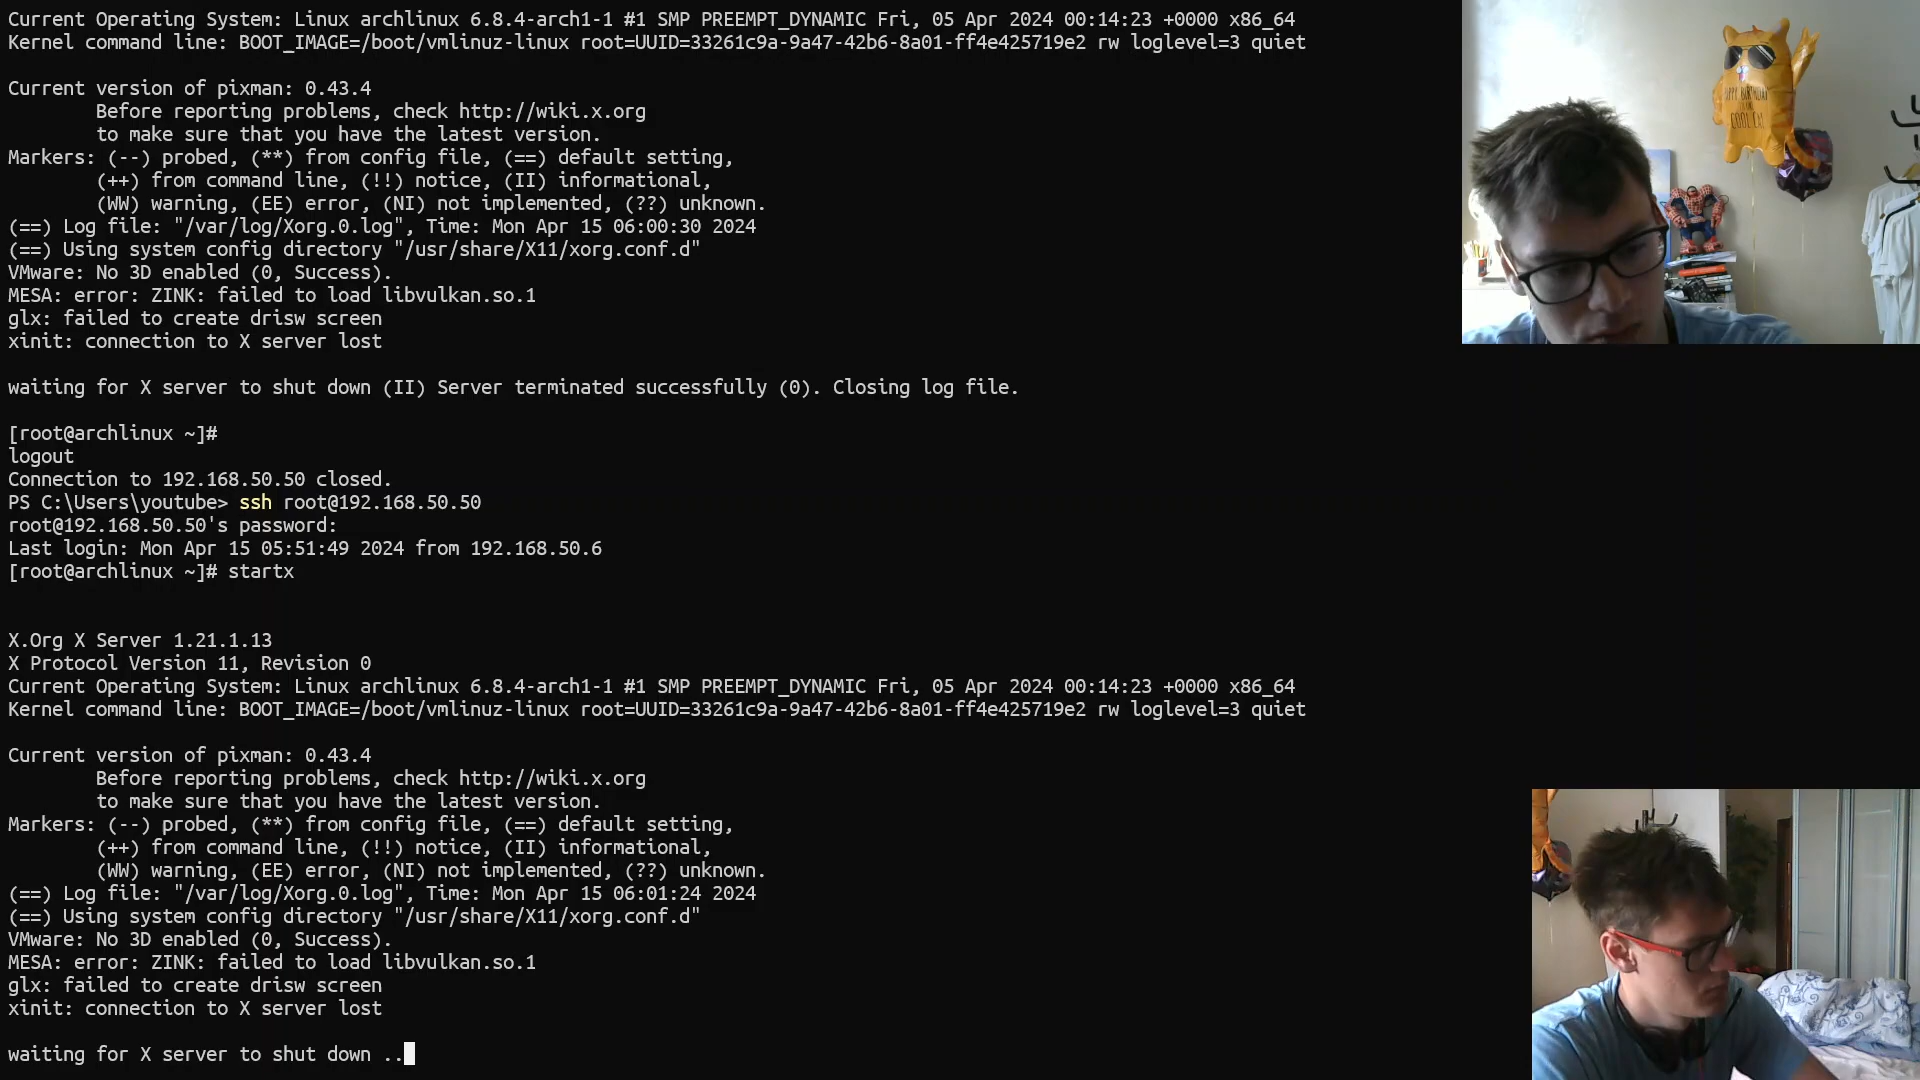 Current Operating System: Linux archlinux 6.8.4-arch1-1 #1 SMP PREEMPT_DYNAMIC Fri, 05 Apr 2024 00:14:23 +0000 x86_64
Kernel command line: BOOT_IMAGE=/boot/vmlinuz-linux root=UUID=33261c9a-9a47-42b6-8a01-ff4e425719e2 rw loglevel=3 quiet
Current version of pixman: 0.43.4
Before reporting problems, check http://wiki.x.org
to make sure that you have the latest version.
Markers: (--) probed, (**) from config file, (==) default setting,
(++) from command line, (!!) notice, (II) informational,
(WW) warning, (EE) error, (NI) not implemented, (??) unknown.
(==) Log file: "/var/log/Xorg.0.log", Time: Mon Apr 15 06:00:30 2024
(==) Using system config directory "/usr/share/X11/xorg.conf.d"
VMware: No 3D enabled (0, Success).
MESA: error: ZINK: failed to load libvulkan.so.1
glx: failed to create drisw screen
xinit: connection to X server lost
waiting for X server to shut down (II) Server terminated successfully (0). Closing log file.
[root@archlinux ~]#
logout
Connection to 192.168.50.50 closed.
PS C:\Users\youtube> ssh root@192.168.50.50
root@192.168.50.50's password:
Last login: Mon Apr 15 05:51:49 2024 from 192.168.50.6
[root@archlinux ~]# startx
X.Org X Server 1.21.1.13
X Protocol Version 11, Revision 0
Current Operating System: Linux archlinux 6.8.4-arch1-1 #1 SMP PREEMPT_DYNAMIC Fri, 05 Apr 2024 00:14:23 +0000 x86_64
Kernel command line: BOOT_IMAGE=/boot/vmlinuz-linux root=UUID=33261c9a-9a47-42b6-8a01-ff4e425719e2 rw loglevel=3 quiet
Current version of pixman: 0.43.4
Before reporting problems, check http://wiki.x.org
to make sure that you have the latest version.
Markers: (--) probed, (**) from config file, (==) default setting,
(++) from command line, (!!) notice, (II) informational,
(WW) warning, (EE) error, (NI) not implemented, (??) unknown.
(==) Log file: "/var/log/Xorg.0.log", Time: Mon Apr 15 06:01:24 2024
(==) Using system config directory "/usr/share/X11/xorg.conf.d"
VMware: No 3D enabled (0, Success).
MESA: error: ZINK: failed to load libvulkan.so.1
glx: failed to create drisw screen
xinit: connection to X server lost
waiting for X server to shut down ..
COOL CAT